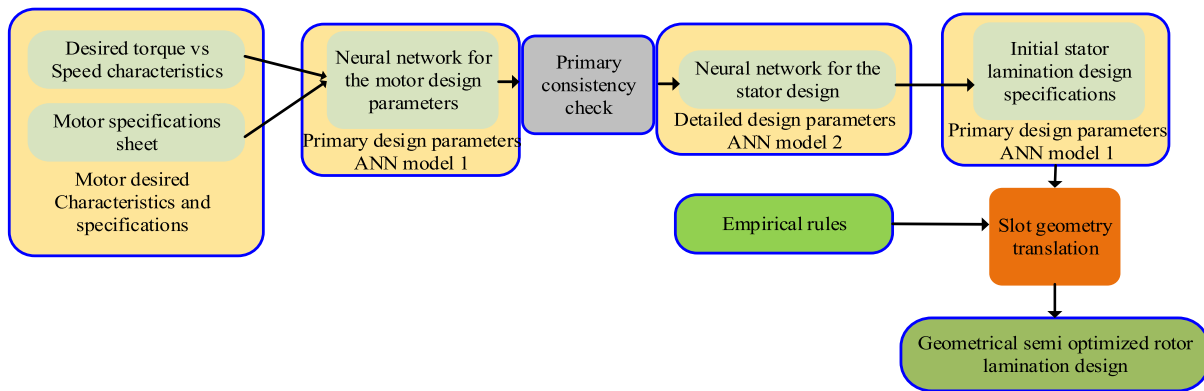 Desired torque vs
Speed characteristics
Motor specifications
sheet
Motor desired
Characteristics and
specifications
Neural network for
the motor design
parameters
Primary design parameters
ANN model 1
Primary
consistency
check
Neural network for the
stator design
Detailed design parameters
ANN model 2
Initial stator
lamination design
specifications
Primary design parameters
ANN model 1
Empirical rules
Slot geometry
translation
Geometrical semi optimized rotor
lamination design